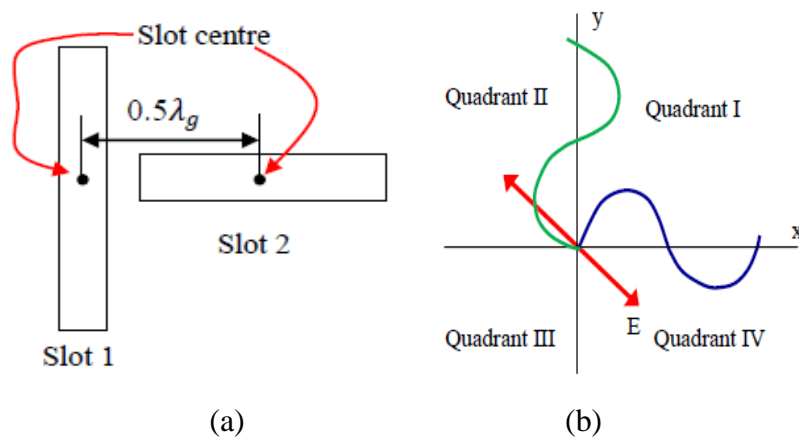 Slot centre
0.5λg
Slot 2
Slot 1
(a)
y
Quadrant II
Quadrant I
x
Quadrant III
E
Quadrant IV
(b)